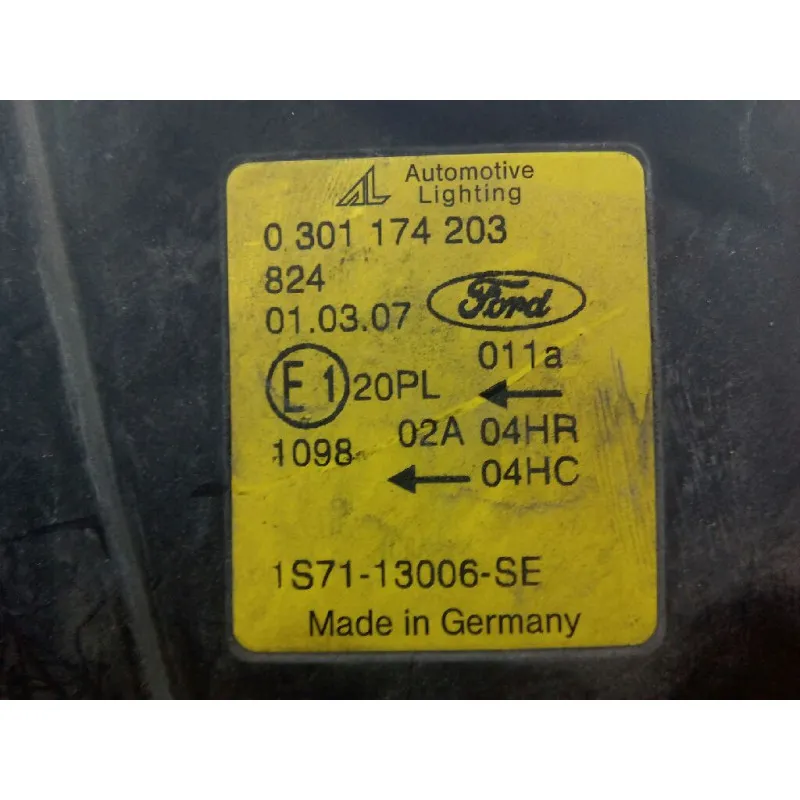 AL Automotive
Lighting
0 301 174 203
824
01.03.07 Ford
011a
E1 20PL
02A 04HR
1098
04HC
1S71-13006-SE
Made in Germany